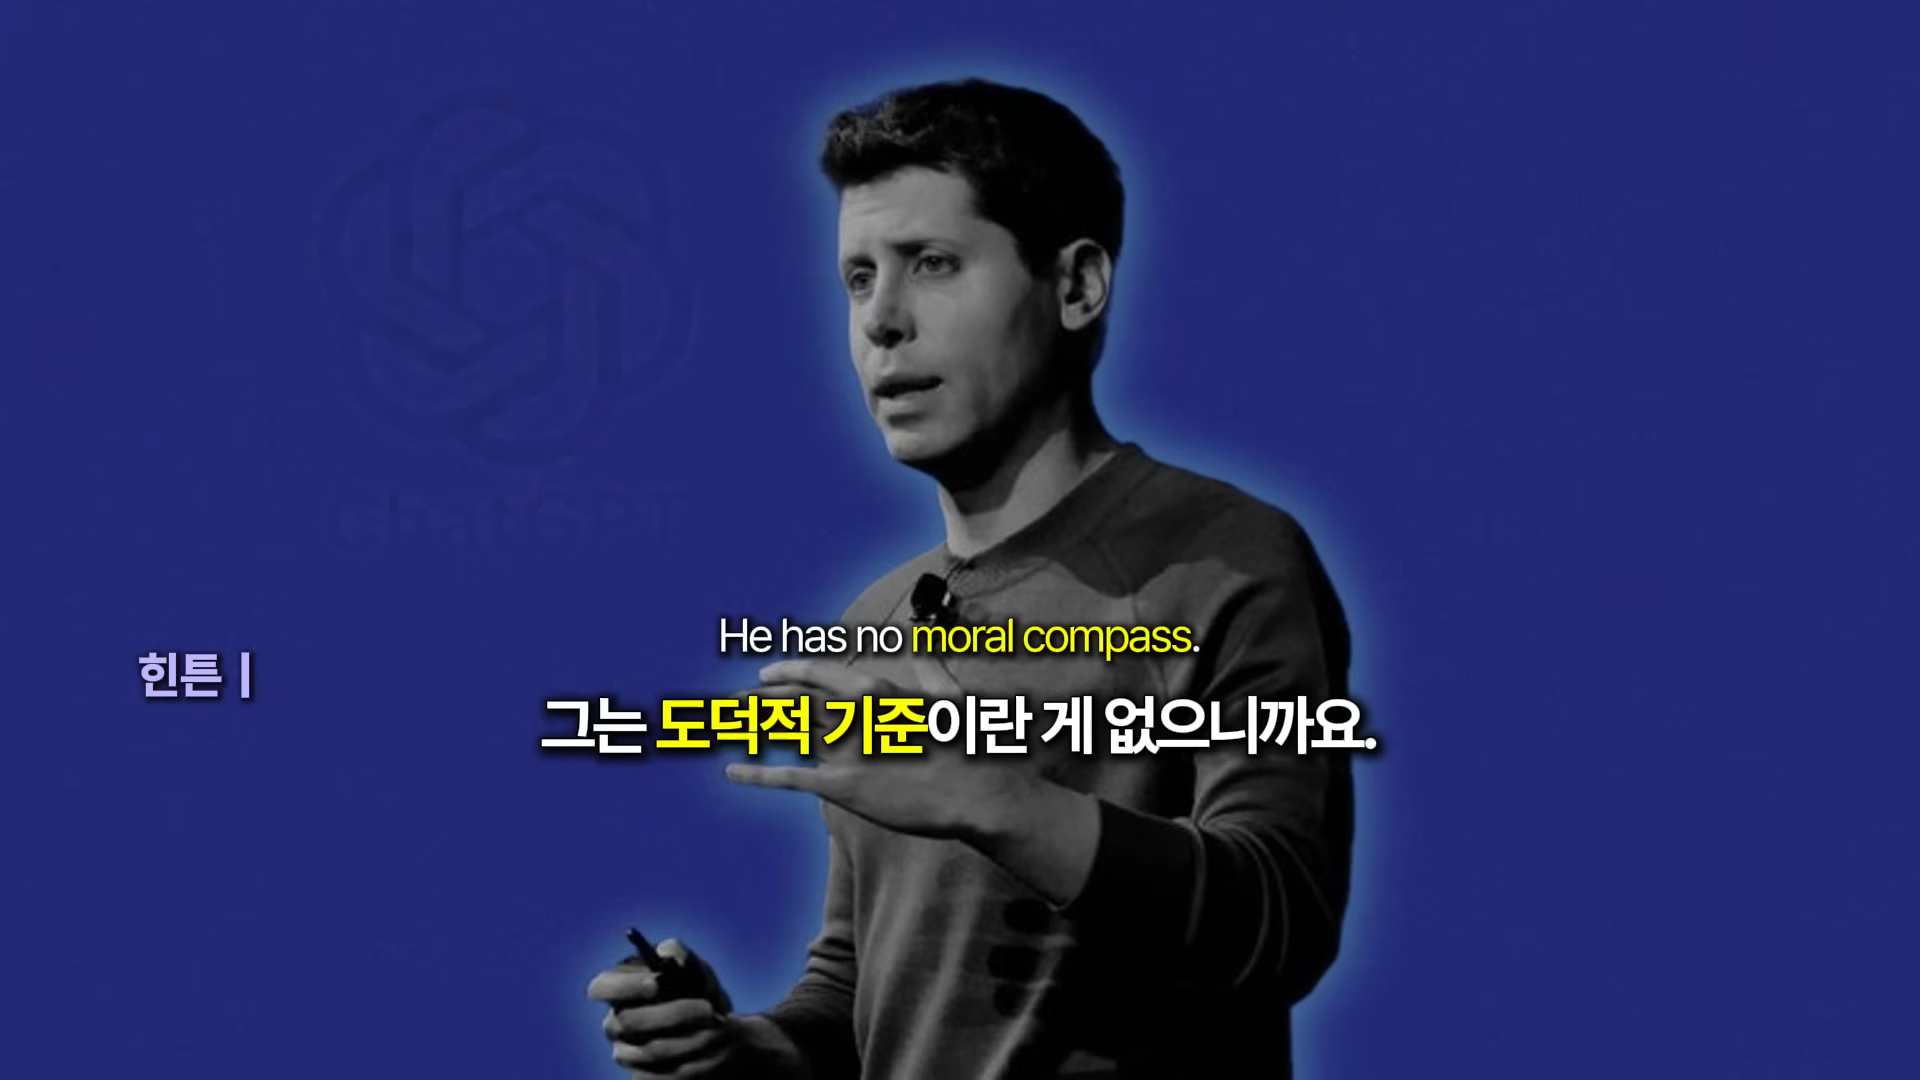 ChatGPT
He has no moral compass.
힌튼 |
그는 도덕적 기준이란 게 없으니까요.